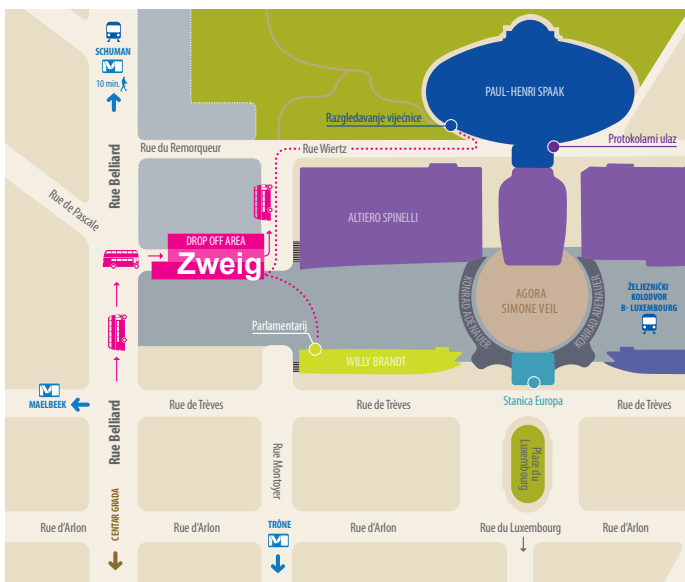 SCHUMAN
M
10 min.
PAUL-HENRI SPAAK
Razgledavanje vijećnice
Protokolarni ulaz
Rue du Remorqueur
Rue Wiertz
Rue Belliard
Rue de Pascale
ALTIERO SPINELLI
DROP OFF AREA
Zweig
KONRAD ADENAUER
AGORA
SIMONE VEIL
KONRAD ADENAUER
ŽELJEZNIČKI
KOLODVOR
B- LUXEMBOURG
Parlamentarij
WILLY BRANDT
M
MAELBEEK
Rue Belliard
Rue de Trèves
Rue de Trèves
Stanica Europa
Rue de Trèves
Rue Montoyer
Place du
Luxembourg
CENTAR GRADA
Rue d'Arlon
Rue d'Arlon
TRÔNE
M
Rue d'Arlon
Rue du Luxembourg
Rue d'Arlon